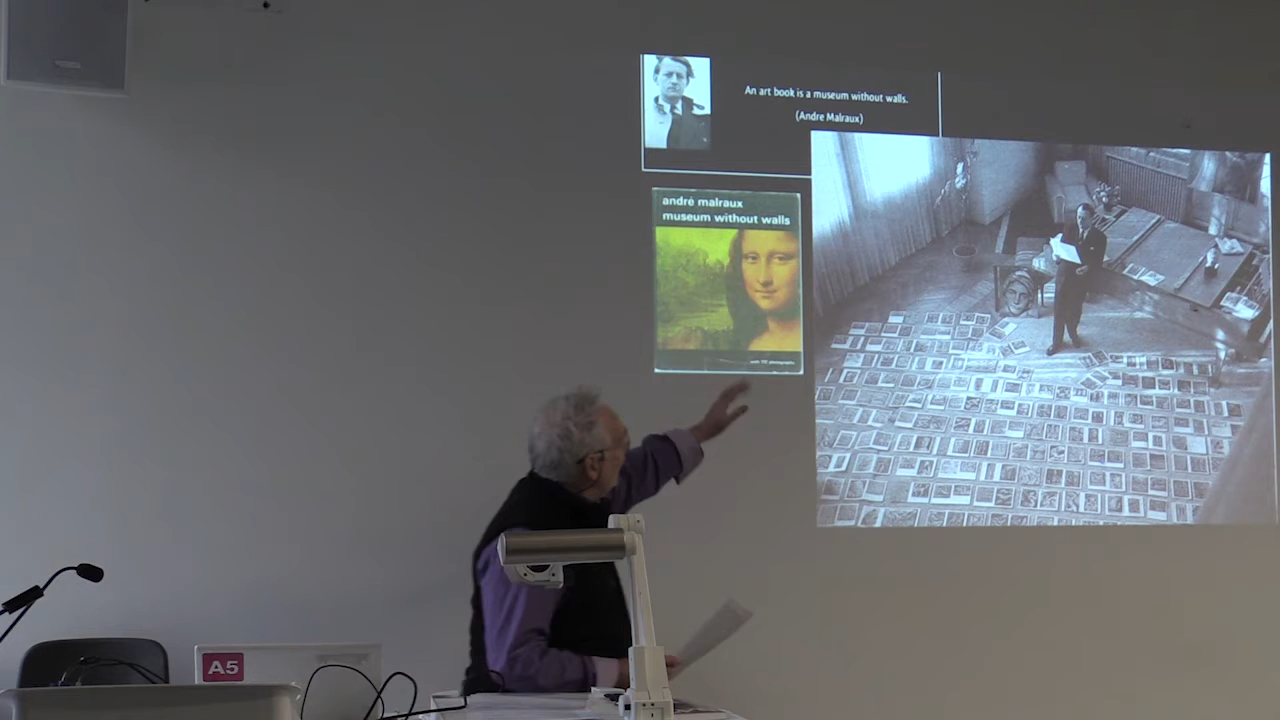 An art book is a museum without walls.
(Andre Malraux)
andré malraux
museum without walls
A5